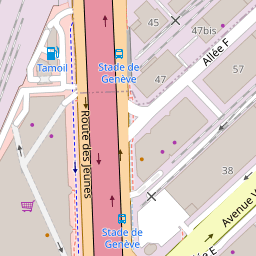 45
47bis
Allée F
Tamoil
Stade de
Genève
47
57
Route des Jeunes
38
Avenue V
Allée E
Stade de
Genève